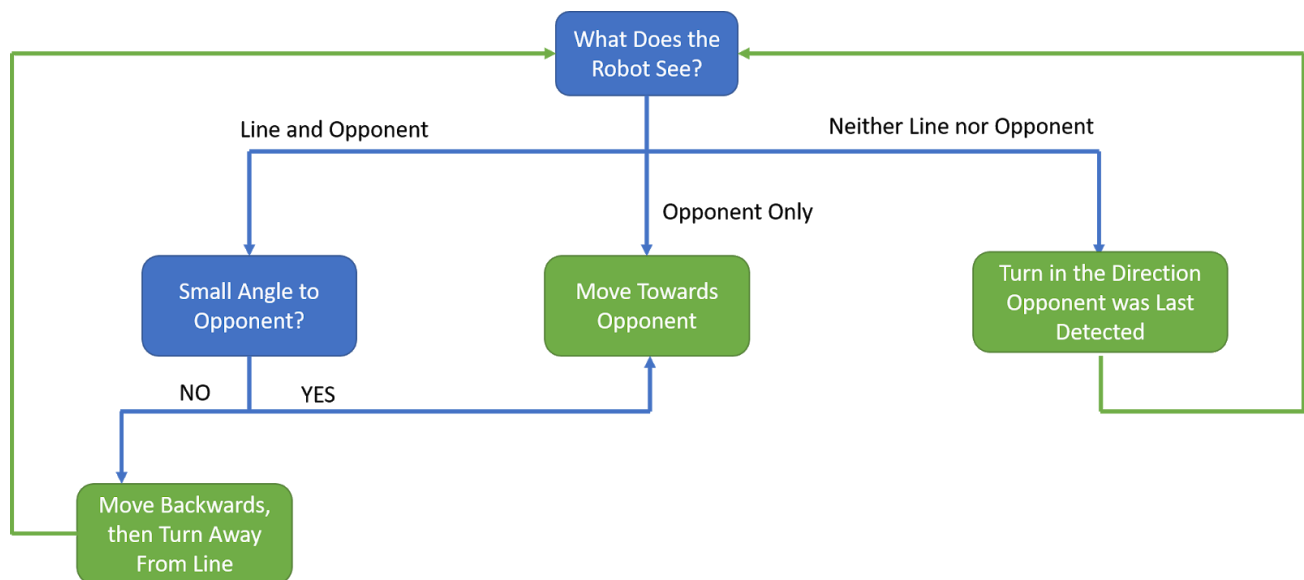 What Does the
Robot See?
Line and Opponent
Neither Line nor Opponent
Opponent Only
Small Angle to
Opponent?
Move Towards
Opponent
Turn in the Direction
Opponent was Last
Detected
NO
YES
Move Backwards,
then Turn Away
From Line